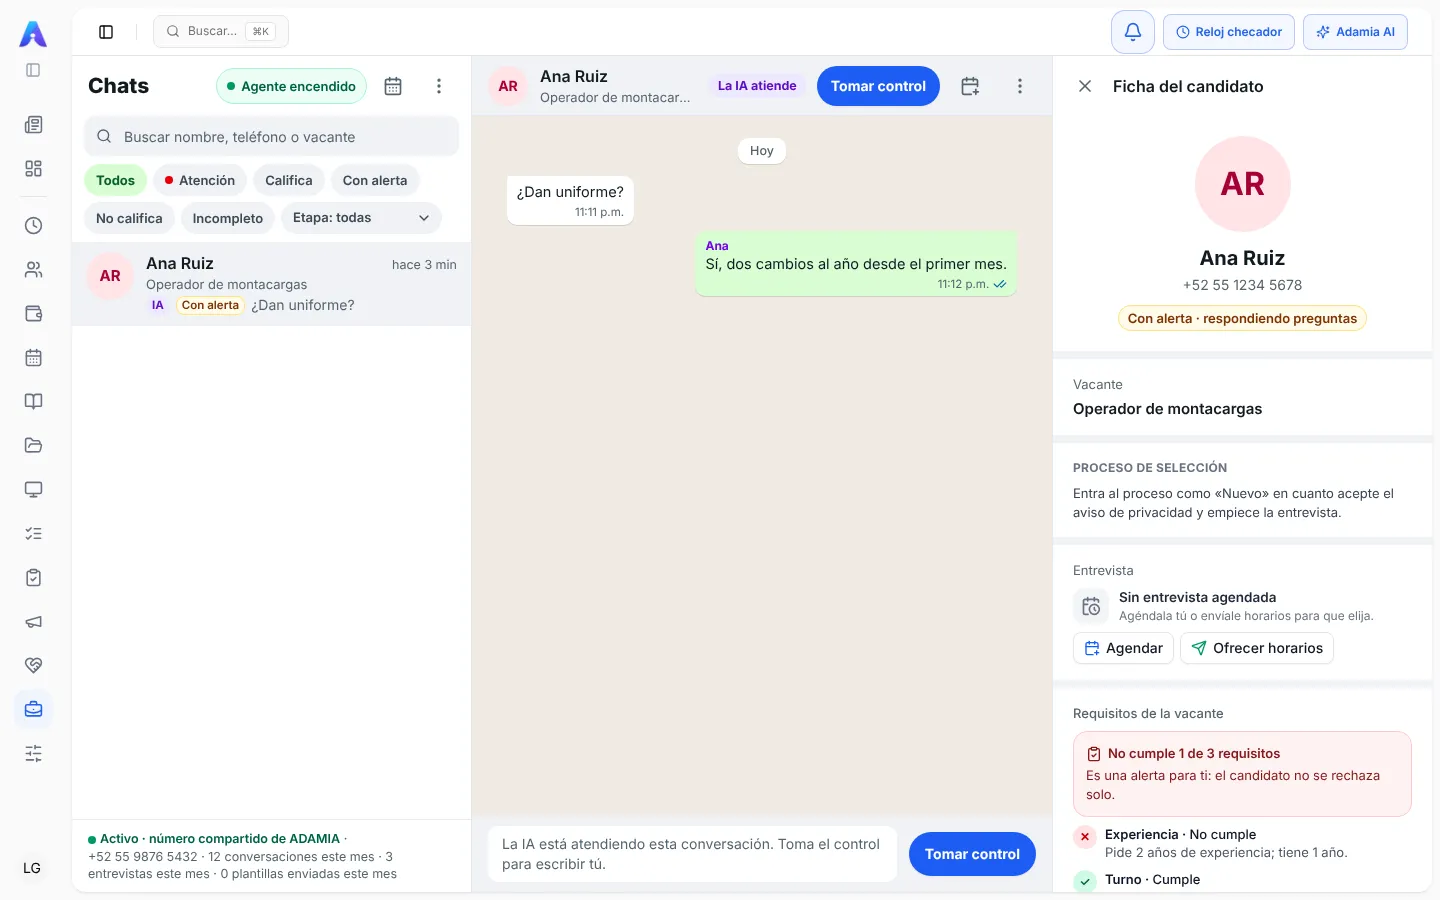 Buscar... ⌘K
Reloj checador
Adamia AI
Chats
Agente encendido
Buscar nombre, teléfono o vacante
Todos
Atención
Califica
Con alerta
No califica
Incompleto
Etapa: todas
AR
Ana Ruiz
hace 3 min
Operador de montacargas
IA
Con alerta
¿Dan uniforme?
Activo · número compartido de ADAMIA ·
+52 55 9876 5432 · 12 conversaciones este mes · 3
entrevistas este mes · 0 plantillas enviadas este mes
LG
AR
Ana Ruiz
Operador de montacar...
La IA atiende
Tomar control
Hoy
¿Dan uniforme?
11:11 p.m.
Ana
Sí, dos cambios al año desde el primer mes.
11:12 p.m.
La IA está atendiendo esta conversación. Toma el control
para escribir tú.
Tomar control
Ficha del candidato
AR
Ana Ruiz
+52 55 1234 5678
Con alerta · respondiendo preguntas
Vacante
Operador de montacargas
PROCESO DE SELECCIÓN
Entra al proceso como «Nuevo» en cuanto acepte el
aviso de privacidad y empiece la entrevista.
Entrevista
Sin entrevista agendada
Agéndala tú o envíale horarios para que elija.
Agendar
Ofrecer horarios
Requisitos de la vacante
No cumple 1 de 3 requisitos
Es una alerta para ti: el candidato no se rechaza
solo.
Experiencia · No cumple
Pide 2 años de experiencia; tiene 1 año.
Turno · Cumple